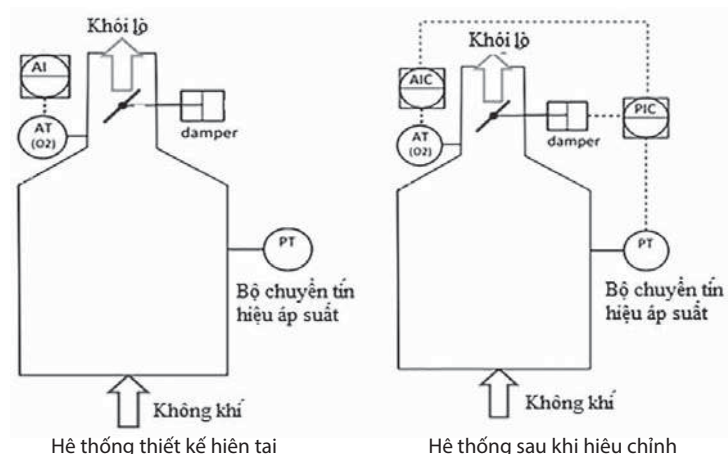 Khói lò
AI
AT
(O2)
damper
PT
Bộ chuyển tín
hiệu áp suất
Không khí
Hệ thống thiết kế hiện tại
Khói lò
AIC
AT
(O2)
damper
PIC
PT
Bộ chuyển tín
hiệu áp suất
Không khí
Hệ thống sau khi hiệu chỉnh